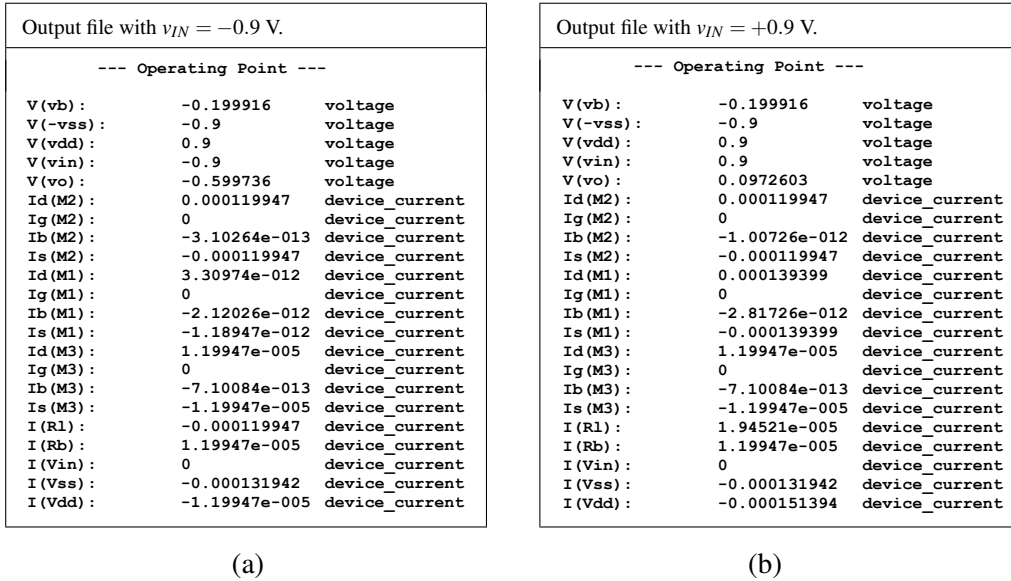 Output file with vIN = −0.9 V.
--- Operating Point ---
V(vb): -0.199916 voltage
V(-vss): -0.9 voltage
V(vdd): 0.9 voltage
V(vin): -0.9 voltage
V(vo): -0.599736 voltage
Id(M2): 0.000119947 device_current
Ig(M2): 0 device_current
Ib(M2): -3.10264e-013 device_current
Is(M2): -0.000119947 device_current
Id(M1): 3.30974e-012 device_current
Ig(M1): 0 device_current
Ib(M1): -2.12026e-012 device_current
Is(M1): -1.18947e-012 device_current
Id(M3): 1.19947e-005 device_current
Ig(M3): 0 device_current
Ib(M3): -7.10084e-013 device_current
Is(M3): -1.19947e-005 device_current
I(Rl): -0.000119947 device_current
I(Rb): 1.19947e-005 device_current
I(Vin): 0 device_current
I(Vss): -0.000131942 device_current
I(Vdd): -1.19947e-005 device_current
(a)
Output file with vIN = +0.9 V.
--- Operating Point ---
V(vb): -0.199916 voltage
V(-vss): -0.9 voltage
V(vdd): 0.9 voltage
V(vin): 0.9 voltage
V(vo): 0.0972603 voltage
Id(M2): 0.000119947 device_current
Ig(M2): 0 device_current
Ib(M2): -1.00726e-012 device_current
Is(M2): -0.000119947 device_current
Id(M1): 0.000139399 device_current
Ig(M1): 0 device_current
Ib(M1): -2.81726e-012 device_current
Is(M1): -0.000139399 device_current
Id(M3): 1.19947e-005 device_current
Ig(M3): 0 device_current
Ib(M3): -7.10084e-013 device_current
Is(M3): -1.19947e-005 device_current
I(Rl): 1.94521e-005 device_current
I(Rb): 1.19947e-005 device_current
I(Vin): 0 device_current
I(Vss): -0.000131942 device_current
I(Vdd): -0.000151394 device_current
(b)